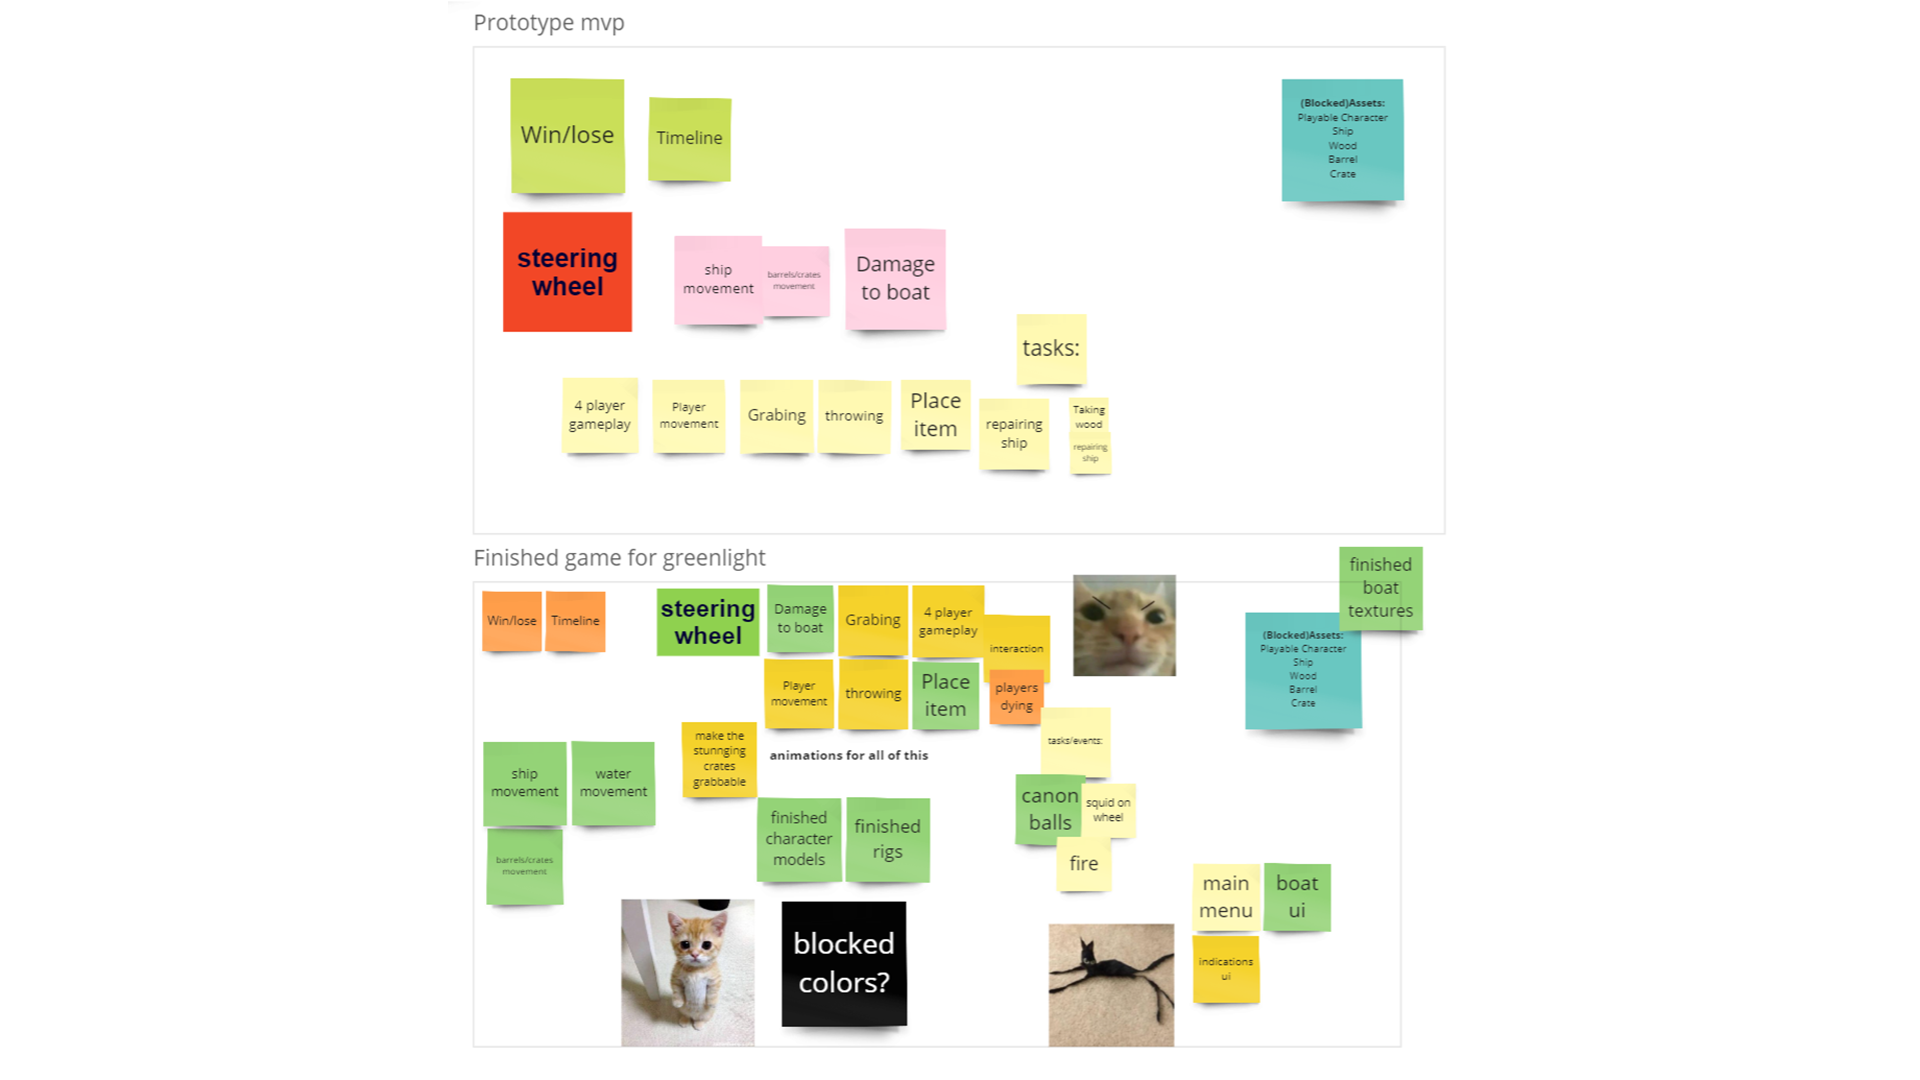 Prototype mvp
Win/lose
Timeline
(Blocked)Assets:
Playable Character
Ship
Wood
Barrel
Crate
steering
wheel
ship
movement
barrels/crates
movement
Damage
to boat
tasks:
4 player
gameplay
Player
movement
Grabing
throwing
Place
item
repairing
ship
Taking
wood
repairing
ship
Finished game for greenlight
finished
boat
textures
Win/lose
Timeline
steering
wheel
Damage
to boat
Grabing
4 player
gameplay
interaction
(Blocked)Assets:
Playable Character
Ship
Wood
Barrel
Crate
Player
movement
throwing
Place
item
players
dying
make the
stunnging
crates
grabbable
animations for all of this
tasks/events:
ship
movement
water
movement
barrels/crates
movement
finished
character
models
finished
rigs
canon
balls
squid on
wheel
fire
main
menu
boat
ui
indications
ui
blocked
colors?